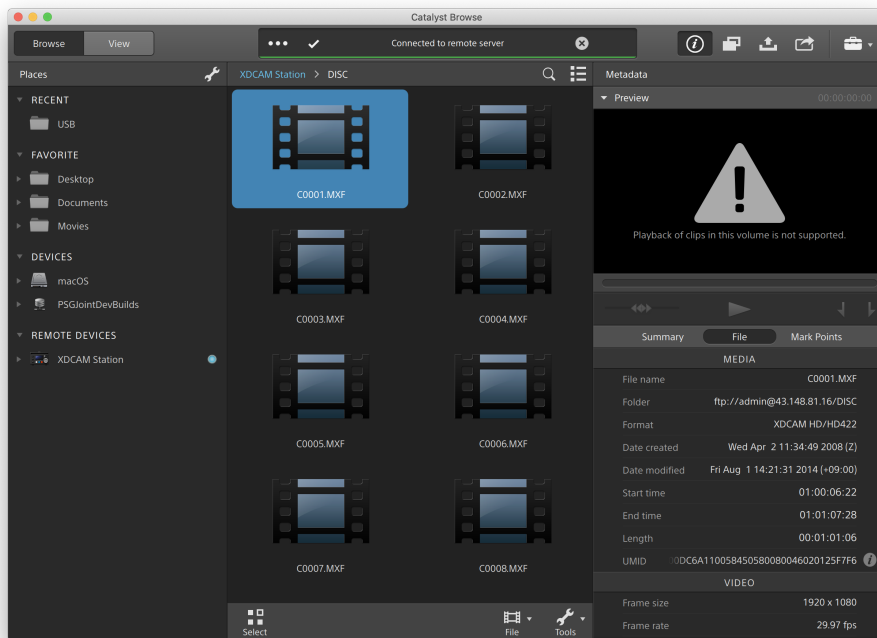 Catalyst Browse
Browse View
Connected to remote server
Places
XDCAM Station > DISC
Metadata
RECENT
USB
FAVORITE
Desktop
Documents
Movies
DEVICES
macOS
PSGJointDevBuilds
REMOTE DEVICES
XDCAM Station
C0001.MXF
C0002.MXF
C0003.MXF
C0004.MXF
C0005.MXF
C0006.MXF
C0007.MXF
C0008.MXF
Select
File
Tools
Preview 00:00:00:00
Playback of clips in this volume is not supported.
Summary File Mark Points
MEDIA
File name C0001.MXF
Folder ftp://admin@43.148.81.16/DISC
Format XDCAM HD/HD422
Date created Wed Apr 2 11:34:49 2008 (Z)
Date modified Fri Aug 1 14:21:31 2014 (+09:00)
Start time 01:00:06:22
End time 01:01:07:28
Length 00:01:01:06
UMID
VIDEO
Frame size 1920 x 1080
Frame rate 29.97 fps